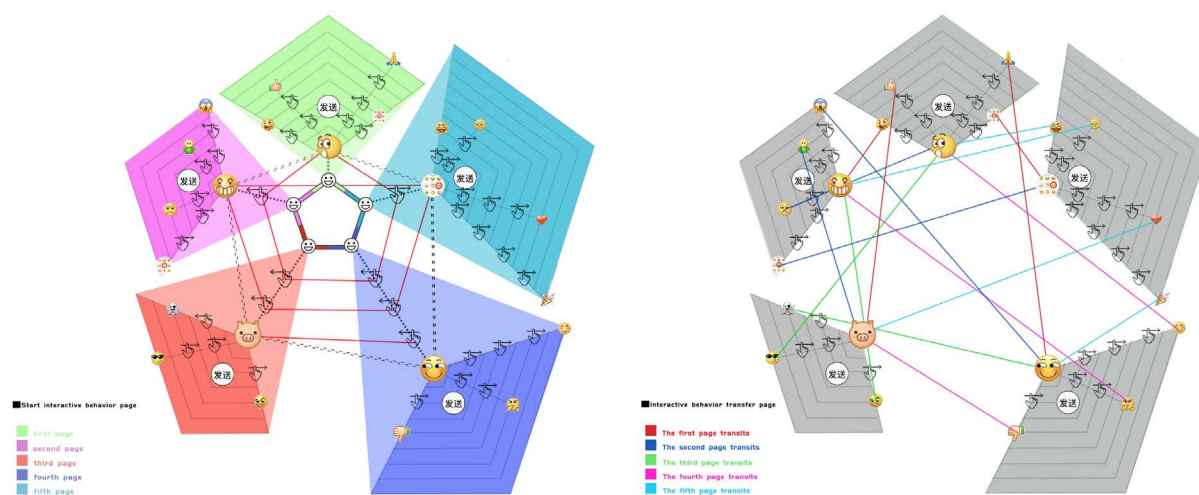 发送
发送
发送
发送
发送
Start interactive behavior page
first page
second page
third page
fourth page
fifth page
发送
发送
发送
发送
发送
Interactive behavior transfer page
The first page transits
The second page transits
The third page transits
The fourth page transits
The fifth page transits